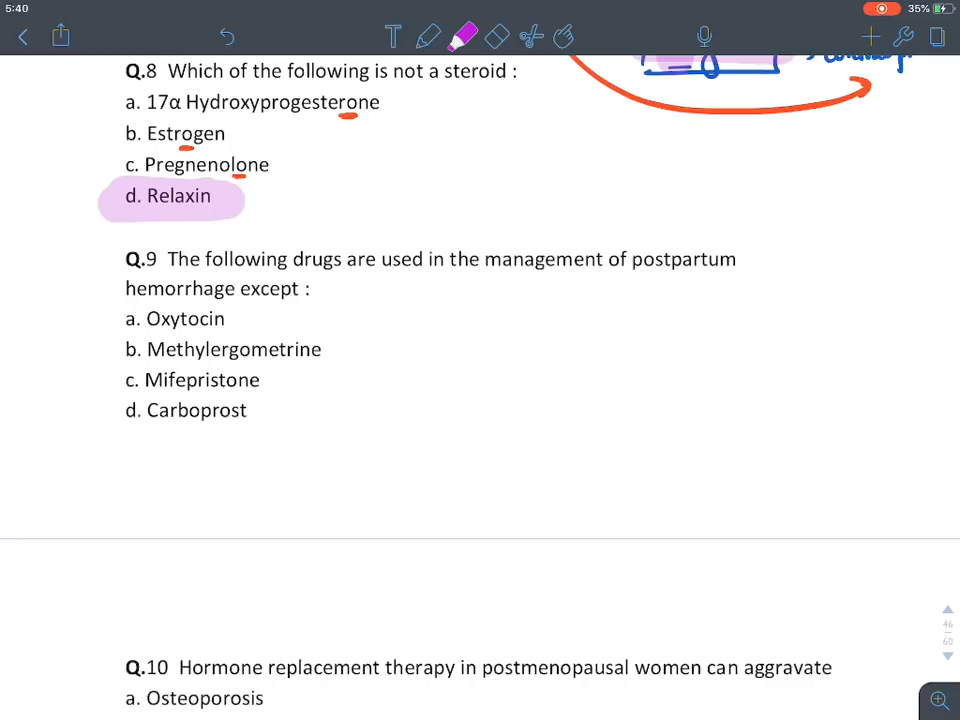 5:40
35%
Q.8 Which of the following is not a steroid :
a. 17α Hydroxyprogesterone
b. Estrogen
c. Pregnenolone
d. Relaxin
Q.9 The following drugs are used in the management of postpartum
hemorrhage except :
a. Oxytocin
b. Methylergometrine
c. Mifepristone
d. Carboprost
46
60
Q.10 Hormone replacement therapy in postmenopausal women can aggravate
a. Osteoporosis